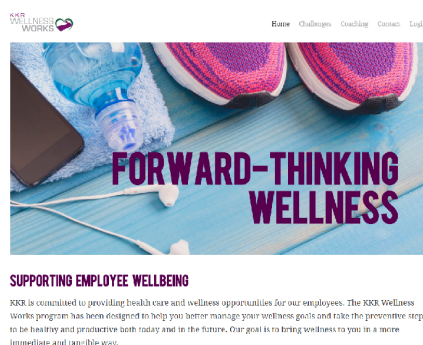 KKR
WELLNESS
WORKS
Home Challenges Coaching Contact Logi
FORWARD-THINKING
WELLNESS
SUPPORTING EMPLOYEE WELLBEING
KKR is committed to providing health care and wellness opportunities for our employees. The KKR Wellness
Works program has been designed to help you better manage your wellness goals and take the preventive step
to be healthy and productive both today and in the future. Our goal is to bring wellness to you in a more
immediate and tangible way.